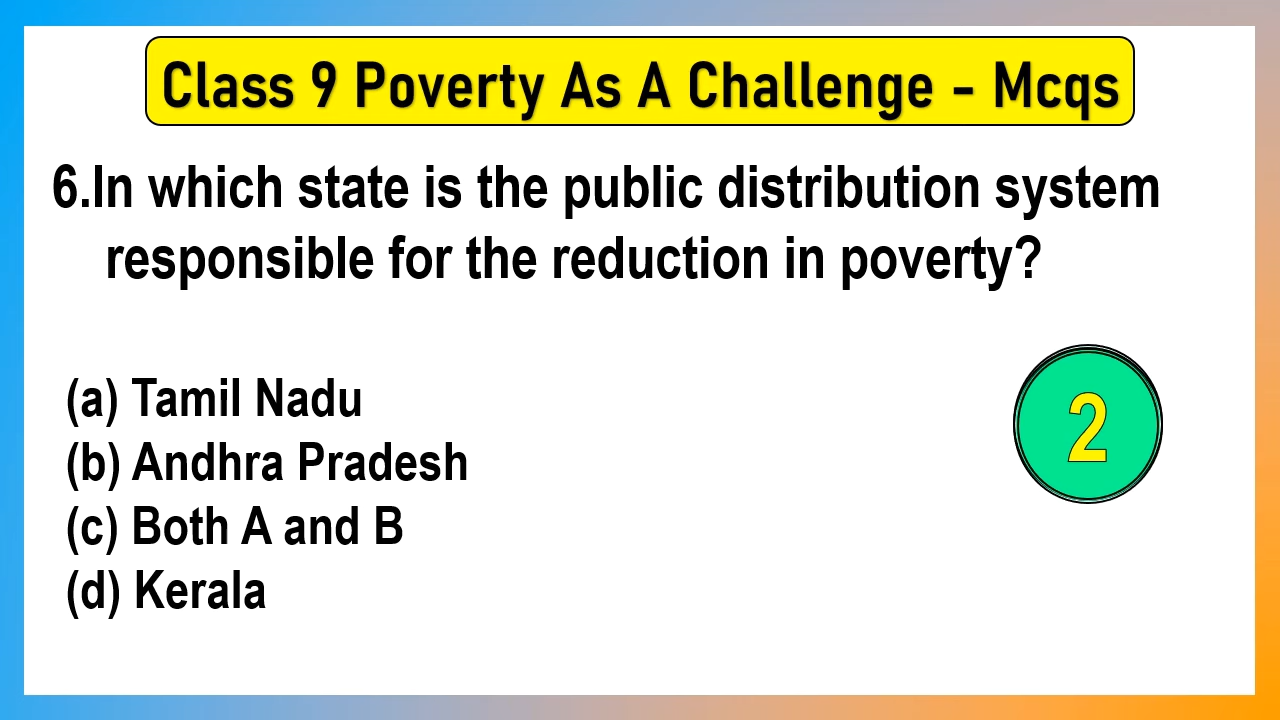 Class 9 Poverty As A Challenge - Mcqs
6.In which state is the public distribution system
responsible for the reduction in poverty?
(a) Tamil Nadu
(b) Andhra Pradesh
(c) Both A and B
(d) Kerala
2